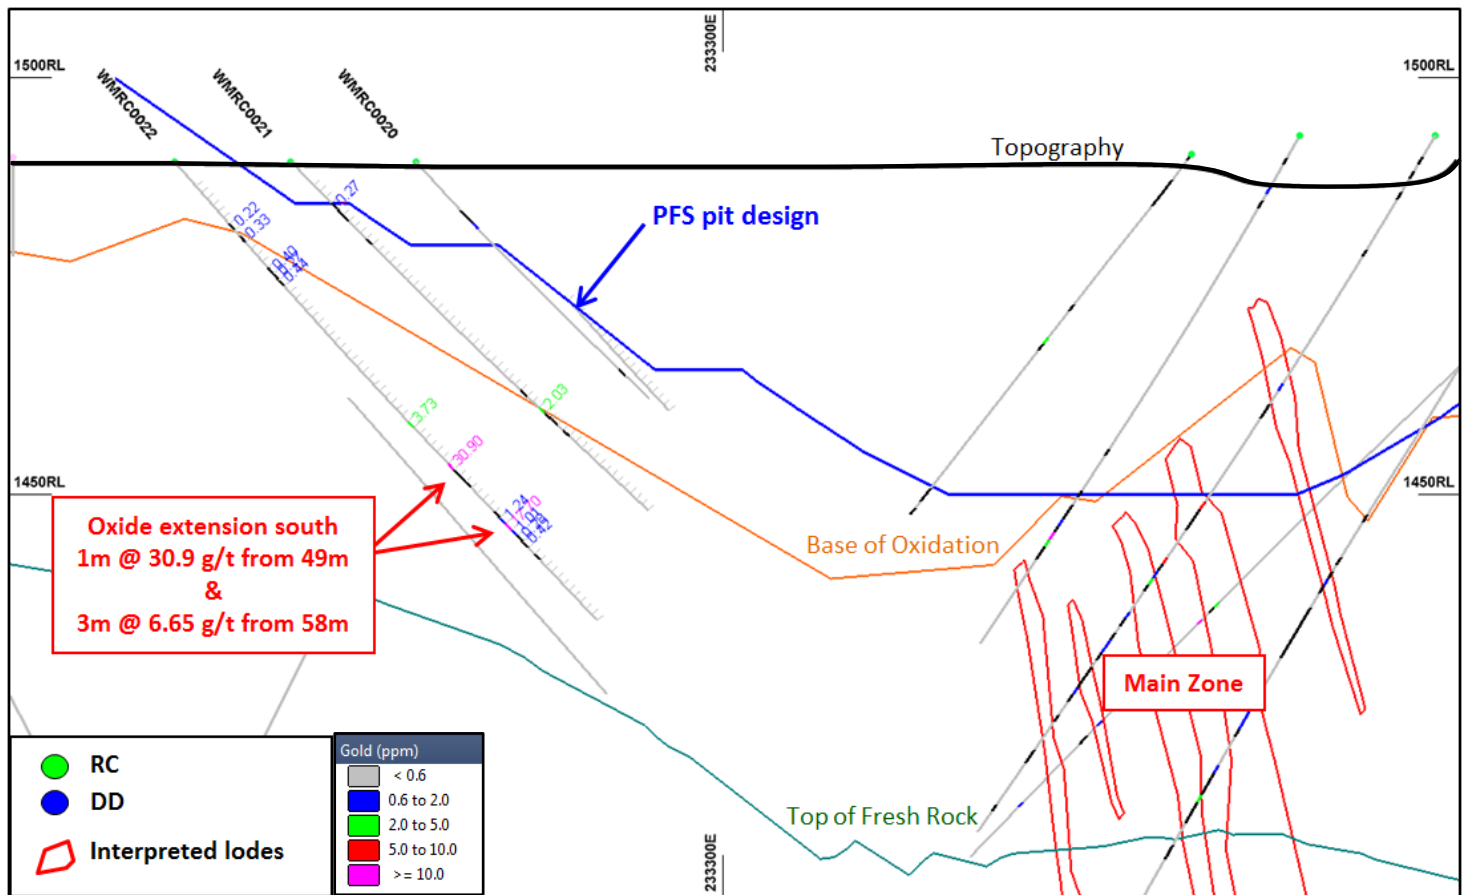 233300E
1500RL
1500RL
WMRC0022
WMRC0021
WMRC0020
Topography
0.27
0.22
0.33
PFS pit design
2.03
3.73
30.90
1.24
1450RL
1450RL
Oxide extension south
1m @ 30.9 g/t from 49m
&
3m @ 6.65 g/t from 58m
Base of Oxidation
Main Zone
Top of Fresh Rock
RC
DD
Interpreted lodes
Gold (ppm)
< 0.6
0.6 to 2.0
2.0 to 5.0
5.0 to 10.0
>= 10.0
233300E